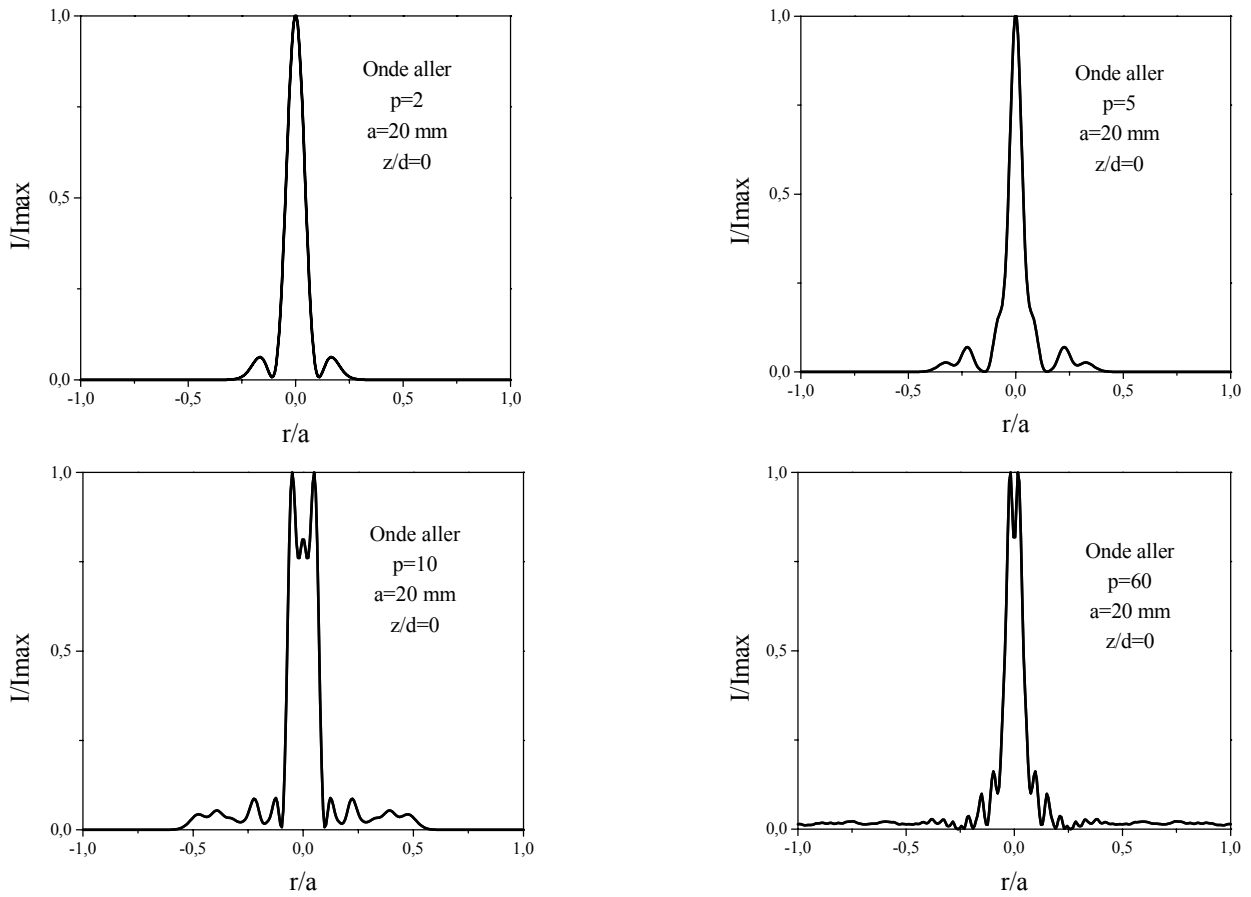 1,0
Onde aller
p=2
a=20 mm
z/d=0
0,5
I/Imax
0,0
-1,0 -0,5 0,0 0,5 1,0
r/a
1,0
Onde aller
p=5
a=20 mm
z/d=0
0,5
I/Imax
0,0
-1,0 -0,5 0,0 0,5 1,0
r/a
1,0
Onde aller
p=10
a=20 mm
z/d=0
0,5
I/Imax
0,0
-1,0 -0,5 0,0 0,5 1,0
r/a
1,0
Onde aller
p=60
a=20 mm
z/d=0
0,5
I/Imax
0,0
-1,0 -0,5 0,0 0,5 1,0
r/a